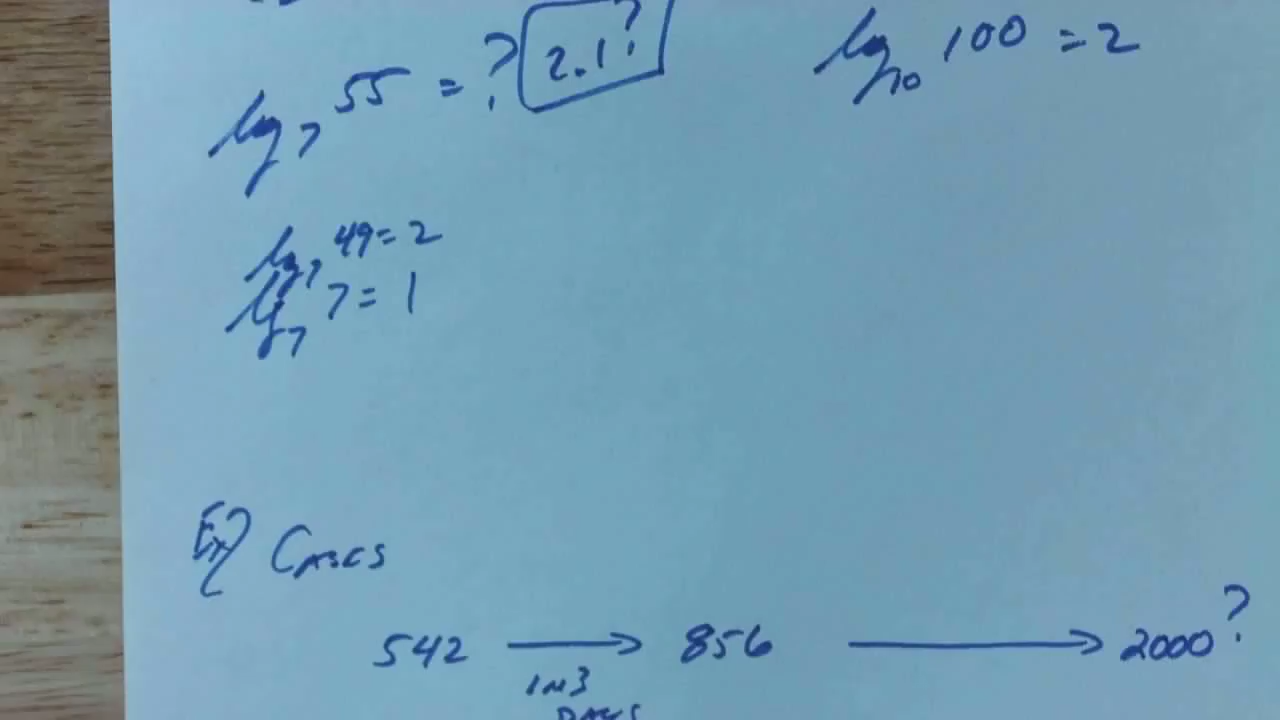 log₇ 55 = ? 2.1?
log₁₀ 100 = 2
log₇ 49 = 2
log₇ 7 = 1
Ex) CASES
542 → 856 → 2000?
IN 3
DAYS